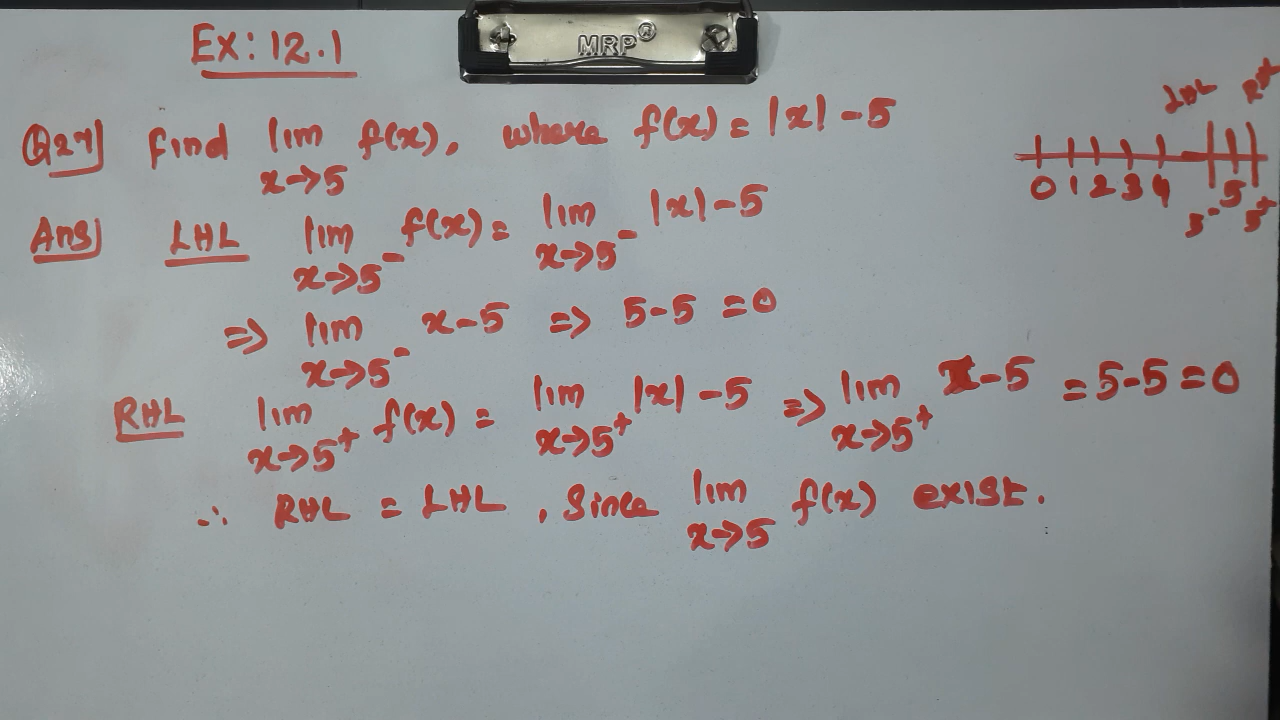 MRP®
Ex: 12.1
Q27) Find lim x→5 f(x), where f(x) = |x| - 5
LHL RHL
0 1 2 3 4 5⁻ 5 5⁺
Ans) LHL lim x→5⁻ f(x) = lim x→5⁻ |x| - 5
=> lim x→5⁻ x - 5 => 5 - 5 = 0
RHL lim x→5⁺ f(x) = lim x→5⁺ |x| - 5 => lim x→5⁺ x - 5 = 5 - 5 = 0
∴ RHL = LHL, Since lim x→5 f(x) exist.